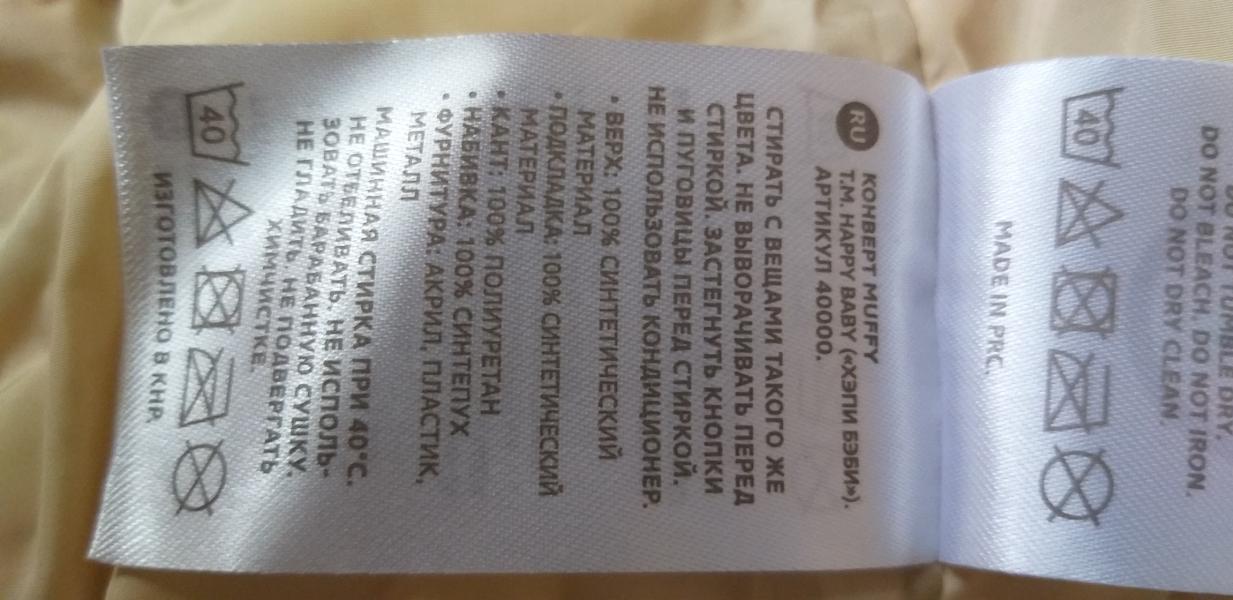 RU
КОНВЕРТ MUFFY
Т.М. HAPPY BABY («ХЭПИ БЭБИ»).
АРТИКУЛ 40000.
СТИРАТЬ С ВЕЩАМИ ТАКОГО ЖЕ
ЦВЕТА. НЕ ВЫВОРАЧИВАТЬ ПЕРЕД
СТИРКОЙ. ЗАСТЕГНУТЬ КНОПКИ
И ПУГОВИЦЫ ПЕРЕД СТИРКОЙ.
НЕ ИСПОЛЬЗОВАТЬ КОНДИЦИОНЕР.
• ВЕРХ: 100% СИНТЕТИЧЕСКИЙ
МАТЕРИАЛ
• ПОДКЛАДКА: 100% СИНТЕТИЧЕСКИЙ
МАТЕРИАЛ
• КАНТ: 100% ПОЛИУРЕТАН
• НАБИВКА: 100% СИНТЕПУХ
• ФУРНИТУРА: АКРИЛ, ПЛАСТИК,
МЕТАЛЛ
МАШИННАЯ СТИРКА ПРИ 40°С.
НЕ ОТБЕЛИВАТЬ, НЕ ИСПОЛЬ-
ЗОВАТЬ БАРАБАННУЮ СУШКУ.
НЕ ГЛАДИТЬ, НЕ ПОДВЕРГАТЬ
ХИМЧИСТКЕ.
40
ИЗГОТОВЛЕНО В КНР.
DO NOT TUMBLE DRY.
DO NOT BLEACH. DO NOT IRON.
DO NOT DRY CLEAN.
40
MADE IN PRC.